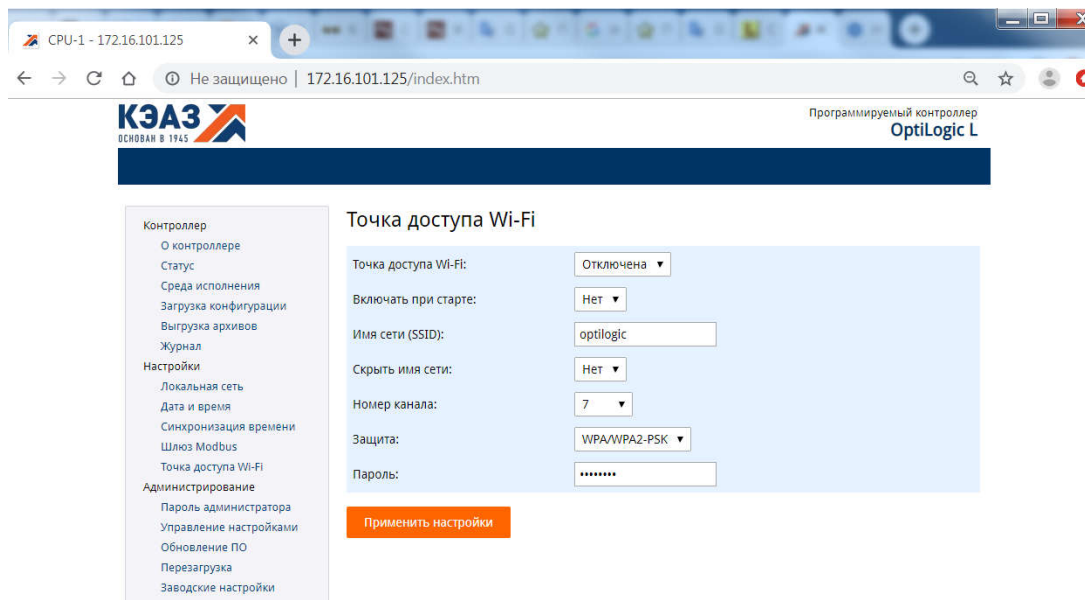 CPU-1 - 172.16.101.125
Не защищено | 172.16.101.125/index.htm
КЭАЗ
ОСНОВАН В 1945
Программируемый контроллер
OptiLogic L
Контроллер
О контроллере
Статус
Среда исполнения
Загрузка конфигурации
Выгрузка архивов
Журнал
Настройки
Локальная сеть
Дата и время
Синхронизация времени
Шлюз Modbus
Точка доступа Wi-Fi
Администрирование
Пароль администратора
Управление настройками
Обновление ПО
Перезагрузка
Заводские настройки
Точка доступа Wi-Fi
Точка доступа Wi-Fi: Отключена
Включать при старте: Нет
Имя сети (SSID): optilogic
Скрыть имя сети: Нет
Номер канала: 7
Защита: WPA/WPA2-PSK
Пароль: ••••••••
Применить настройки